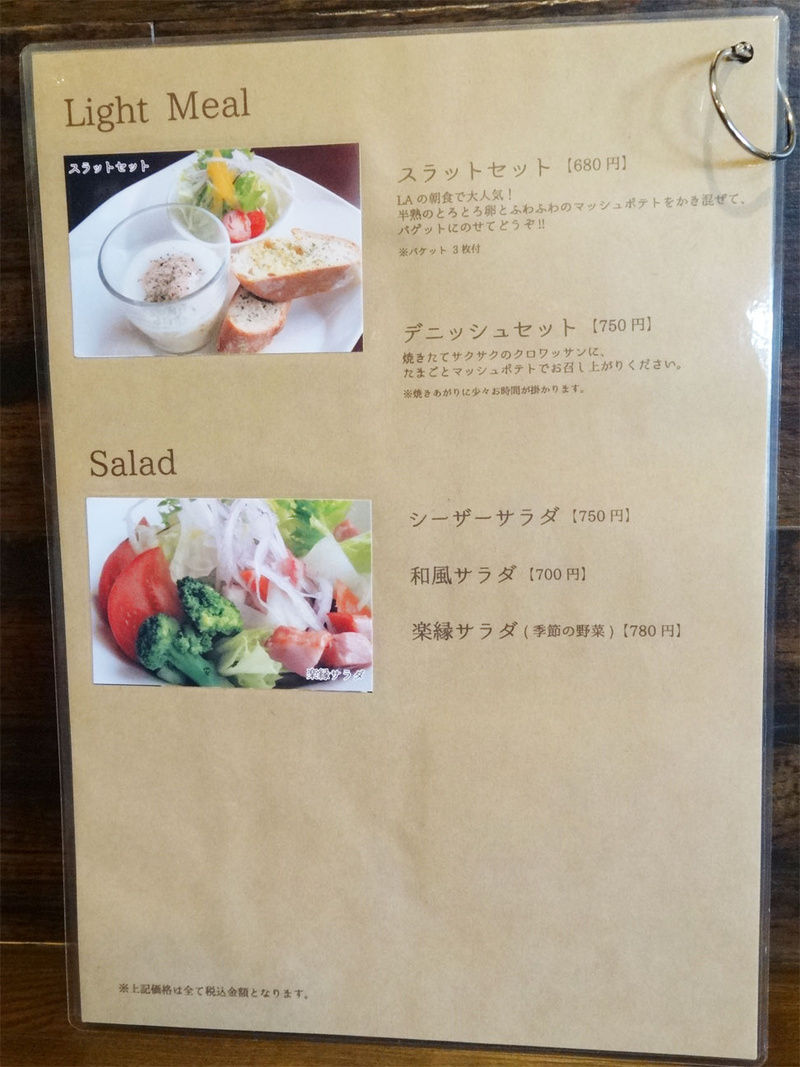 Light Meal
スラットセット
スラットセット【680円】
LAの朝食で大人気！
半熟のとろとろ卵とふわふわのマッシュポテトをかき混ぜて、
バゲットにのせてどうぞ!!
※バケット 3枚付
デニッシュセット【750円】
焼きたてサクサクのクロワッサンに、
たまごとマッシュポテトでお召し上がりください。
※焼きあがりに少々お時間が掛かります。
Salad
シーザーサラダ【750円】
和風サラダ【700円】
楽縁サラダ(季節の野菜)【780円】
楽縁サラダ
※上記価格は全て税込金額となります。